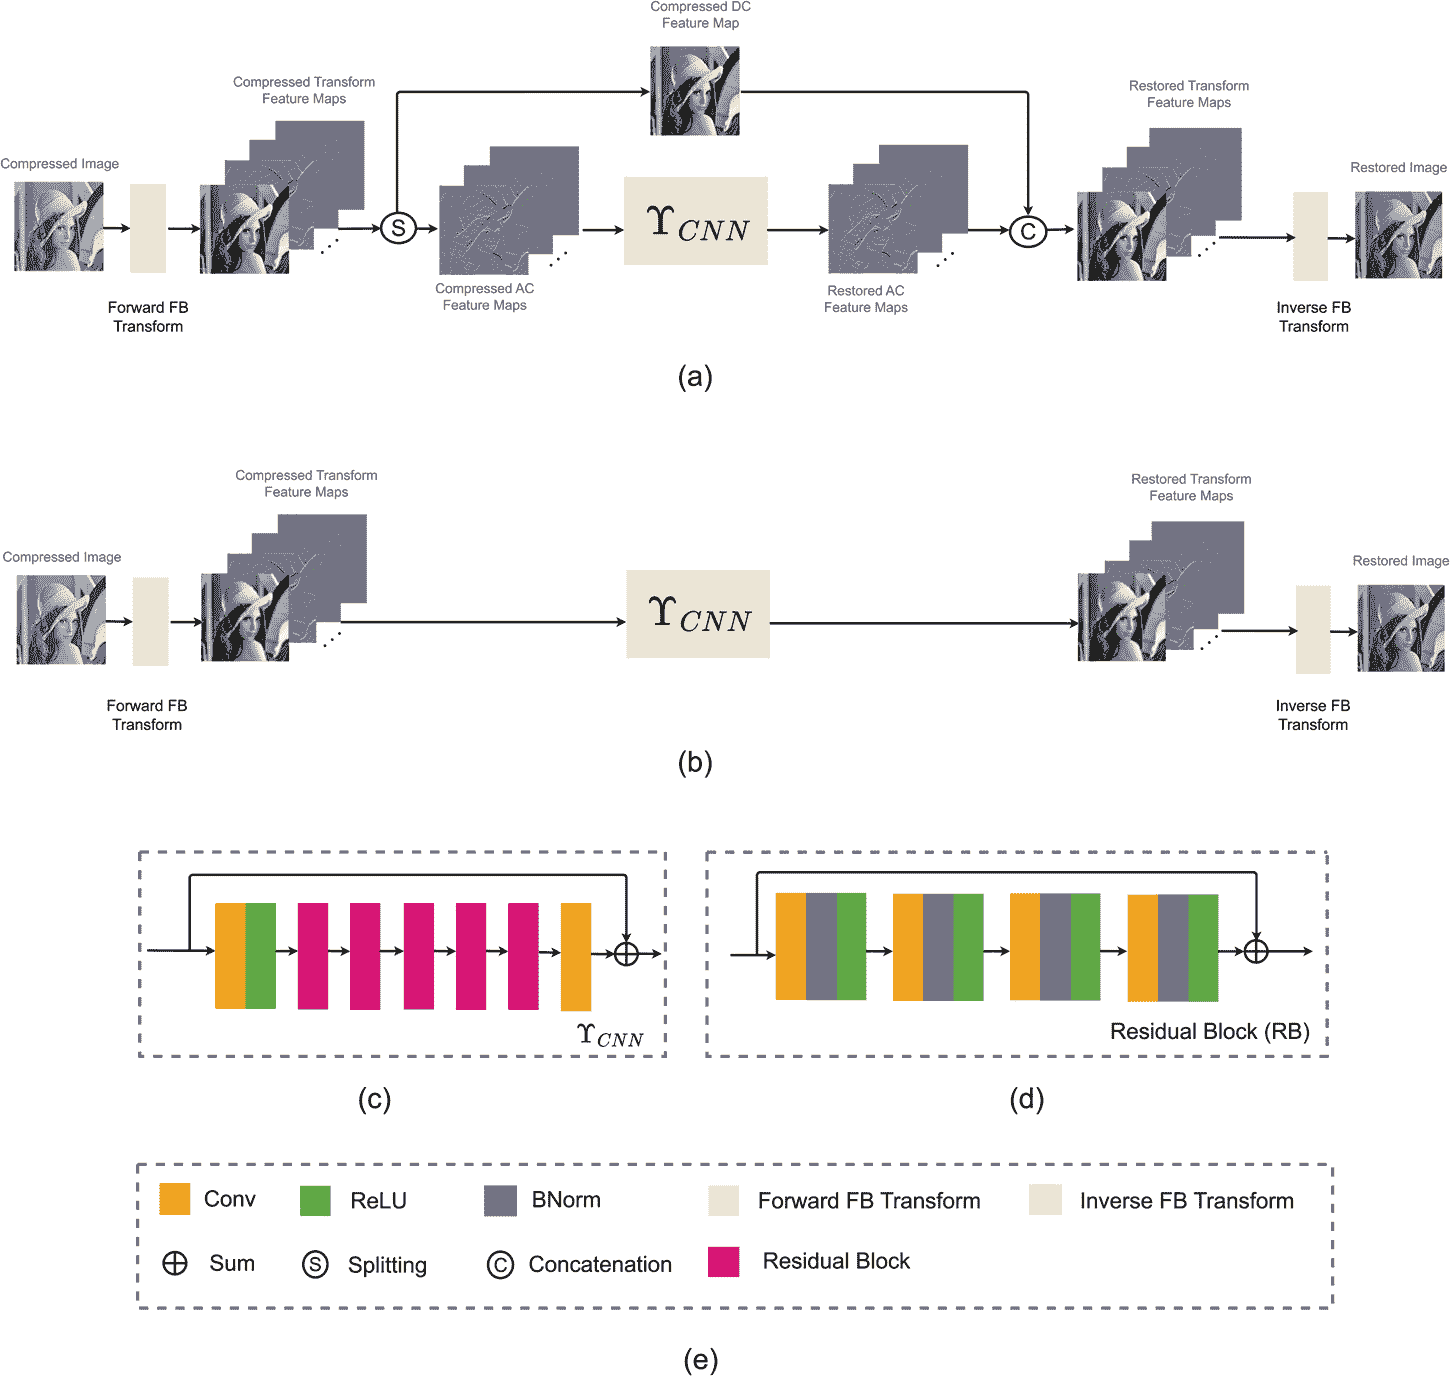 Compressed DC
Feature Map
Compressed Transform
Feature Maps
Restored Transform
Feature Maps
Compressed Image
Restored Image
S
ϒCNN
C
Compressed AC
Feature Maps
Restored AC
Feature Maps
Forward FB
Transform
Inverse FB
Transform
(a)
Compressed Transform
Feature Maps
Restored Transform
Feature Maps
Compressed Image
Restored Image
ϒCNN
Forward FB
Transform
Inverse FB
Transform
(b)
ϒCNN
Residual Block (RB)
(c)
(d)
Conv
ReLU
BNorm
Forward FB Transform
Inverse FB Transform
Sum
S
Splitting
C
Concatenation
Residual Block
(e)